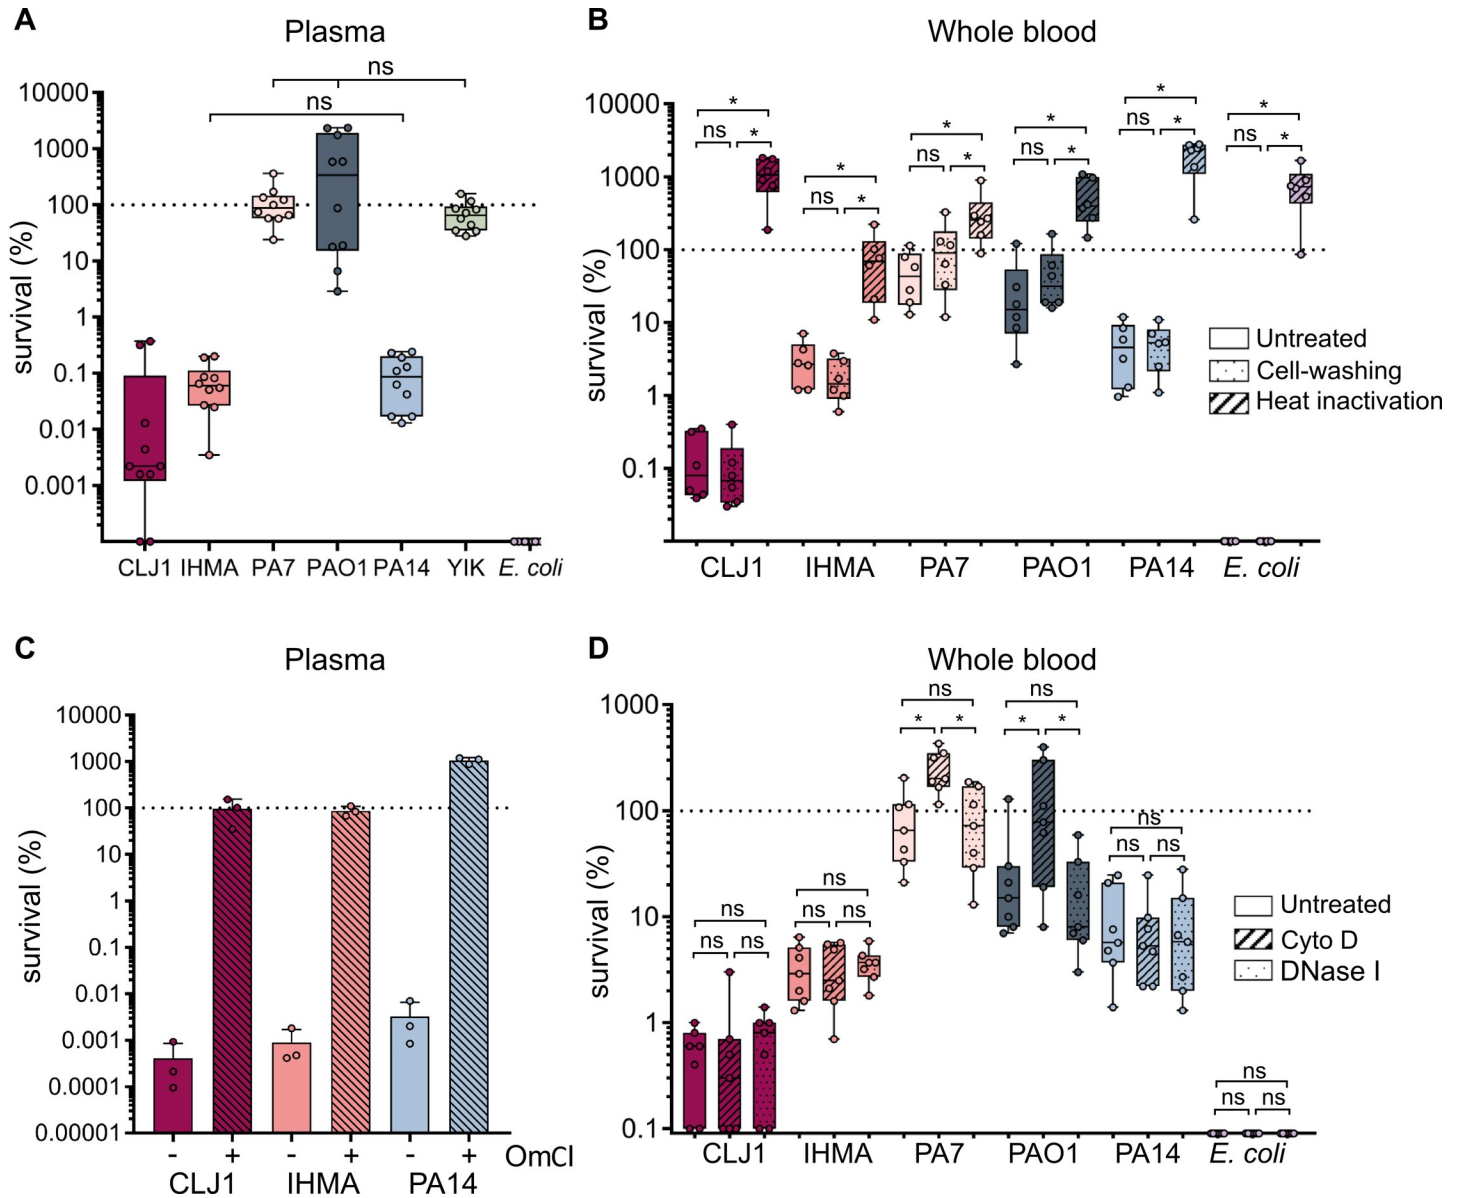 A
Plasma
ns
ns
survival (%)
10000
1000
100
10
1
0.1
0.01
0.001
CLJ1 IHMA PA7 PAO1 PA14 YIK E. coli
B
Whole blood
survival (%)
10000
1000
100
10
1
0.1
*
ns *
*
ns *
*
ns *
*
ns *
*
ns *
*
ns *
Untreated
Cell-washing
Heat inactivation
CLJ1 IHMA PA7 PAO1 PA14 E. coli
C
Plasma
survival (%)
10000
1000
100
10
1
0.1
0.01
0.001
0.0001
0.00001
- + - + - + OmCI
CLJ1 IHMA PA14
D
Whole blood
survival (%)
1000
100
10
1
0.1
ns
ns ns
ns
ns ns
ns
* *
ns
* *
ns
ns ns
ns
ns ns
Untreated
Cyto D
DNase I
CLJ1 IHMA PA7 PAO1 PA14 E. coli